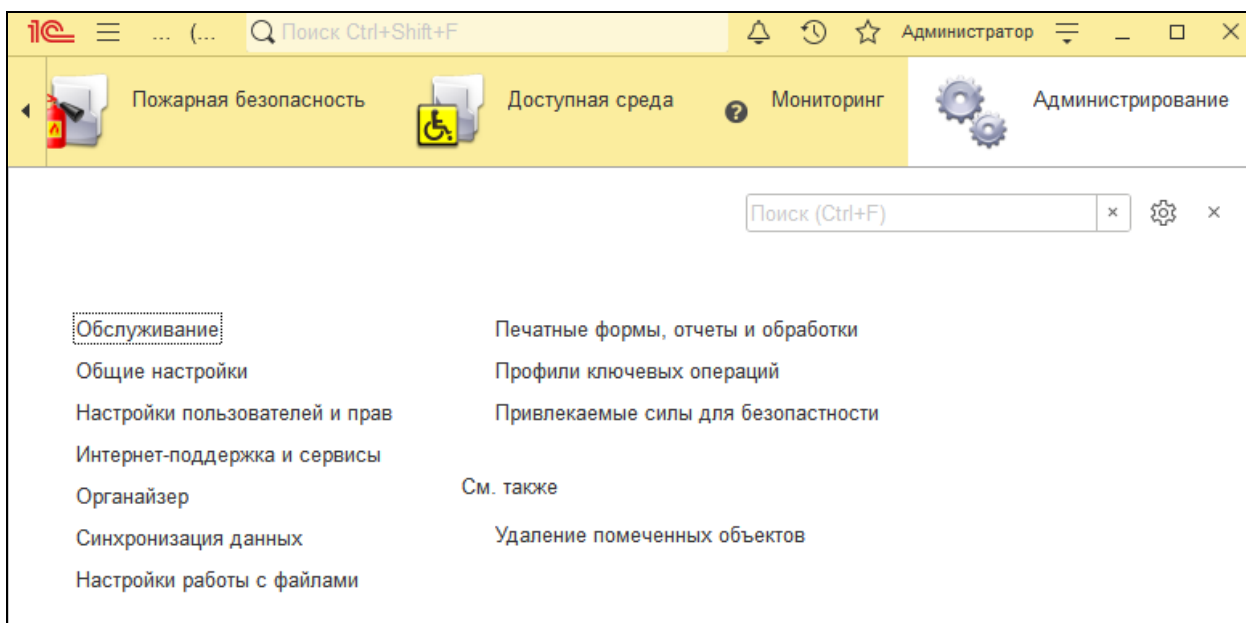 1С ... (... Поиск Ctrl+Shift+F Администратор
Пожарная безопасность Доступная среда ? Мониторинг Администрирование
Поиск (Ctrl+F)
Обслуживание
Общие настройки
Настройки пользователей и прав
Интернет-поддержка и сервисы
Органайзер
Синхронизация данных
Настройки работы с файлами
Печатные формы, отчеты и обработки
Профили ключевых операций
Привлекаемые силы для безопастности
См. также
Удаление помеченных объектов